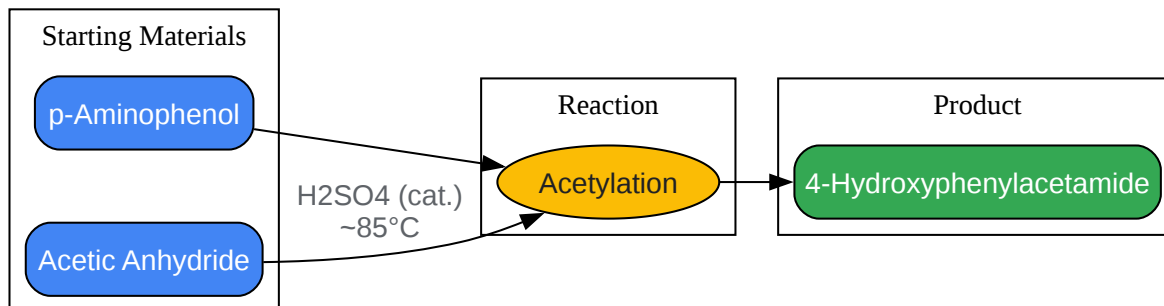 Starting Materials
p-Aminophenol
Acetic Anhydride
H2SO4 (cat.)
~85°C
Reaction
Acetylation
Product
4-Hydroxyphenylacetamide